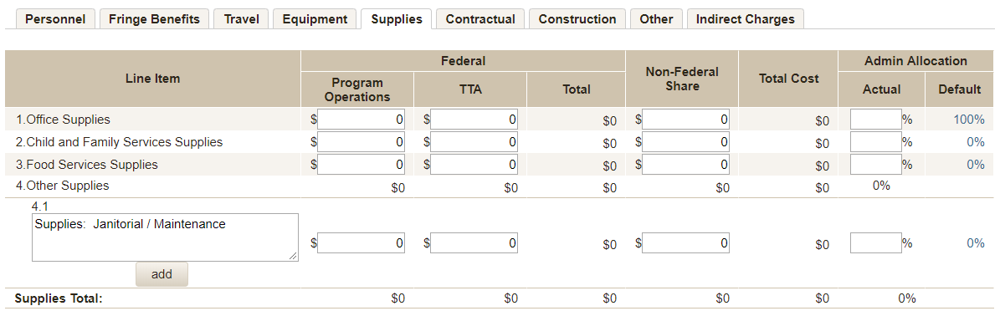 Personnel Fringe Benefits Travel Equipment Supplies Contractual Construction Other Indirect Charges
Line Item Federal Non-Federal Share Total Cost Admin Allocation
Program Operations TTA Total Actual Default
1.Office Supplies $ 0 $ 0 $0 $ 0 $0 % 100%
2.Child and Family Services Supplies $ 0 $ 0 $0 $ 0 $0 % 0%
3.Food Services Supplies $ 0 $ 0 $0 $ 0 $0 % 0%
4.Other Supplies $0 $0 $0 $0 $0 0%
4.1
Supplies: Janitorial / Maintenance
$ 0 $ 0 $0 $ 0 $0 % 0%
add
Supplies Total: $0 $0 $0 $0 $0 0%